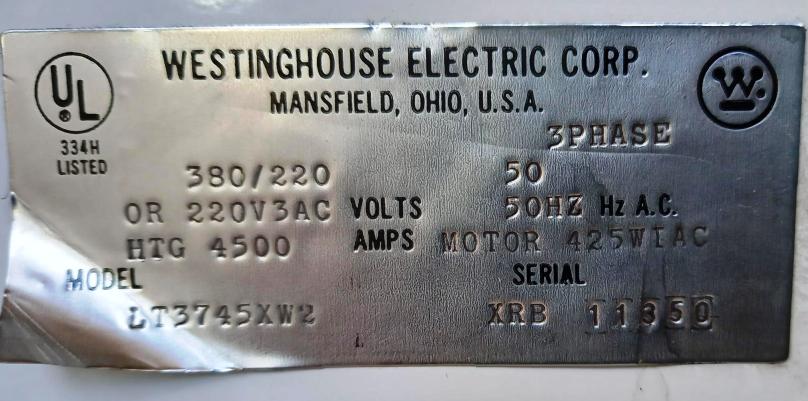 UL
®
334H
LISTED
WESTINGHOUSE ELECTRIC CORP.
MANSFIELD, OHIO, U.S.A.
W
3PHASE
380/220 50
OR 220V3AC VOLTS 50HZ Hz A.C.
HTG 4500 AMPS MOTOR 425W1AC
MODEL SERIAL
LT3745XW2 XRB 11350